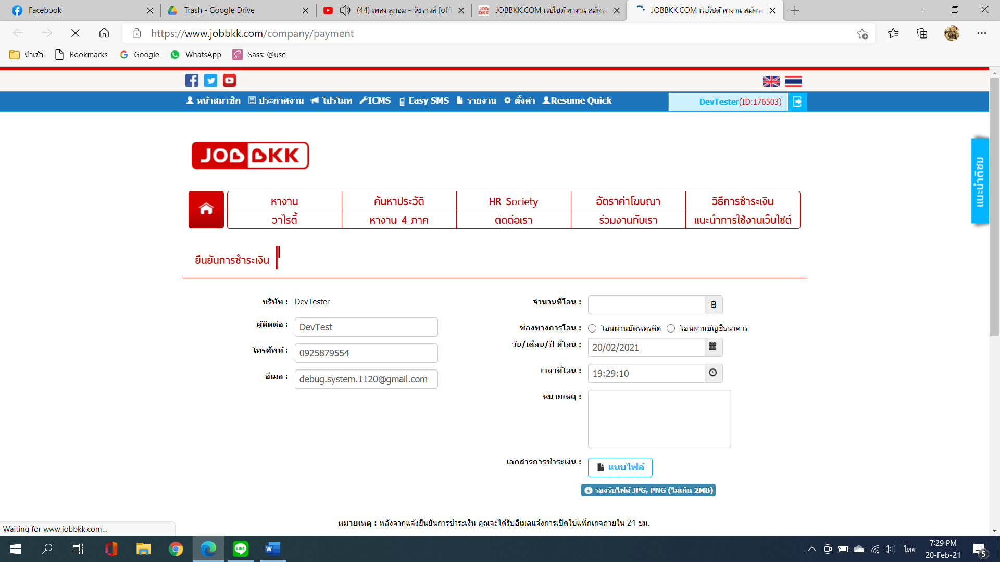 Facebook
Trash - Google Drive
(44) เพลง ลูกอม - วัชราวลี [offi
JOBBKK.COM เว็บไซต์ หางาน สมัครง
JOBBKK.COM เว็บไซต์ หางาน สมัครง
https://www.jobbkk.com/company/payment
นำเข้า
Bookmarks
Google
WhatsApp
Sass: @use
หน้าสมาชิก
ประกาศงาน
โปรโมท
ICMS
Easy SMS
รายงาน
ตั้งค่า
Resume Quick
DevTester(ID:176503)
JOBBKK
แนะนำติชม
หางาน
ค้นหาประวัติ
HR Society
อัตราค่าโฆษณา
วิธีการชำระเงิน
วาไรตี้
หางาน 4 ภาค
ติดต่อเรา
ร่วมงานกับเรา
แนะนำการใช้งานเว็บไซต์
ยืนยันการชำระเงิน
บริษัท : DevTester
ผู้ติดต่อ : DevTest
โทรศัพท์ : 0925879554
อีเมล : debug.system.1120@gmail.com
จำนวนที่โอน : ฿
ช่องทางการโอน : โอนผ่านบัตรเครดิต โอนผ่านบัญชีธนาคาร
วัน/เดือน/ปี ที่โอน : 20/02/2021
เวลาที่โอน : 19:29:10
หมายเหตุ :
เอกสารการชำระเงิน : แนบไฟล์
รองรับไฟล์ JPG, PNG (ไม่เกิน 2MB)
หมายเหตุ : หลังจากแจ้งยืนยันการชำระเงิน คุณจะได้รับอีเมลแจ้งการเปิดใช้แพ็กเกจภายใน 24 ชม.
Waiting for www.jobbkk.com...
LINE
ไทย
7:29 PM
20-Feb-21
5